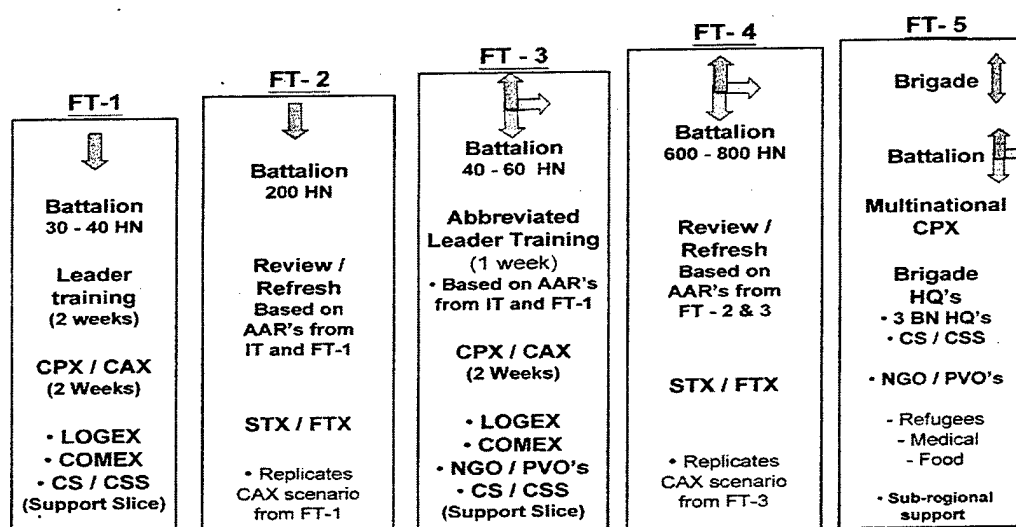 FT-1
Battalion
30 - 40 HN
Leader
training
(2 weeks)
CPX / CAX
(2 Weeks)
• LOGEX
• COMEX
• CS / CSS
(Support Slice)
FT- 2
Battalion
200 HN
Review /
Refresh
Based on
AAR's from
IT and FT-1
STX / FTX
• Replicates
CAX scenario
from FT-1
FT - 3
Battalion
40 - 60 HN
Abbreviated
Leader Training
(1 week)
• Based on AAR's
from IT and FT-1
CPX / CAX
(2 Weeks)
• LOGEX
• COMEX
• NGO / PVO's
• CS / CSS
(Support Slice)
FT- 4
Battalion
600 - 800 HN
Review /
Refresh
Based on
AAR's from
FT - 2 & 3
STX / FTX
• Replicates
CAX scenario
from FT-3
FT- 5
Brigade
Battalion
Multinational
CPX
Brigade
HQ's
• 3 BN HQ's
• CS / CSS
• NGO / PVO's
- Refugees
- Medical
- Food
• Sub-regional
support